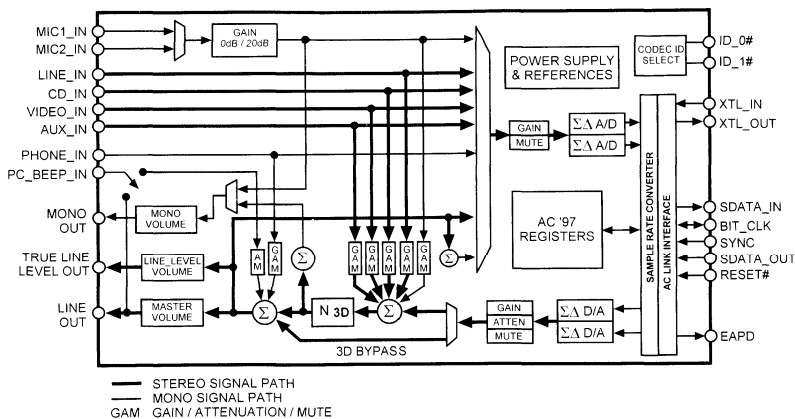 MIC1_IN
MIC2_IN
LINE_IN
CD_IN
VIDEO_IN
AUX_IN
PHONE_IN
PC_BEEP_IN
MONO
OUT
TRUE LINE
LEVEL OUT
LINE
OUT
GAIN
0dB / 20dB
MONO
VOLUME
LINE_LEVEL
VOLUME
MASTER
VOLUME
AM
GAM
Σ
GAM
GAM
GAM
GAM
GAM
Σ
Σ
N 3D
Σ
3D BYPASS
POWER SUPPLY
& REFERENCES
CODEC ID
SELECT
GAIN
MUTE
ΣΔ A/D
ΣΔ A/D
AC '97
REGISTERS
GAIN
ATTEN
MUTE
ΣΔ D/A
ΣΔ D/A
SAMPLE RATE CONVERTER
AC LINK INTERFACE
ID_0#
ID_1#
XTL_IN
XTL_OUT
SDATA_IN
BIT_CLK
SYNC
SDATA_OUT
RESET#
EAPD
STEREO SIGNAL PATH
MONO SIGNAL PATH
GAM GAIN / ATTENUATION / MUTE